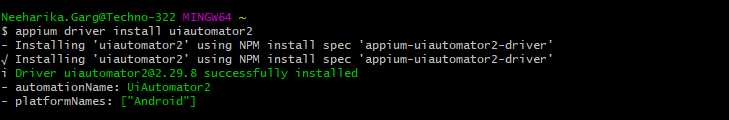 Neeharika.Garg@Techno-322 MINGW64 ~
$ appium driver install uiautomator2
- Installing 'uiautomator2' using NPM install spec 'appium-uiautomator2-driver'
√ Installing 'uiautomator2' using NPM install spec 'appium-uiautomator2-driver'
i Driver uiautomator2@2.29.8 successfully installed
- automationName: UiAutomator2
- platformNames: ["Android"]